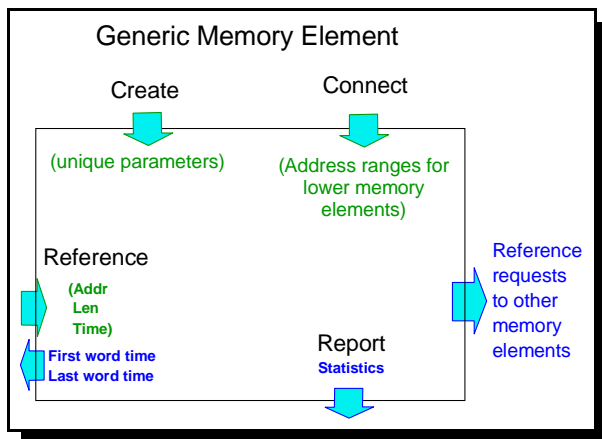 Generic Memory Element
Create
Connect
(unique parameters)
(Address ranges for
lower memory
elements)
Reference
(Addr
Len
Time)
First word time
Last word time
Report
Statistics
Reference
requests
to other
memory
elements